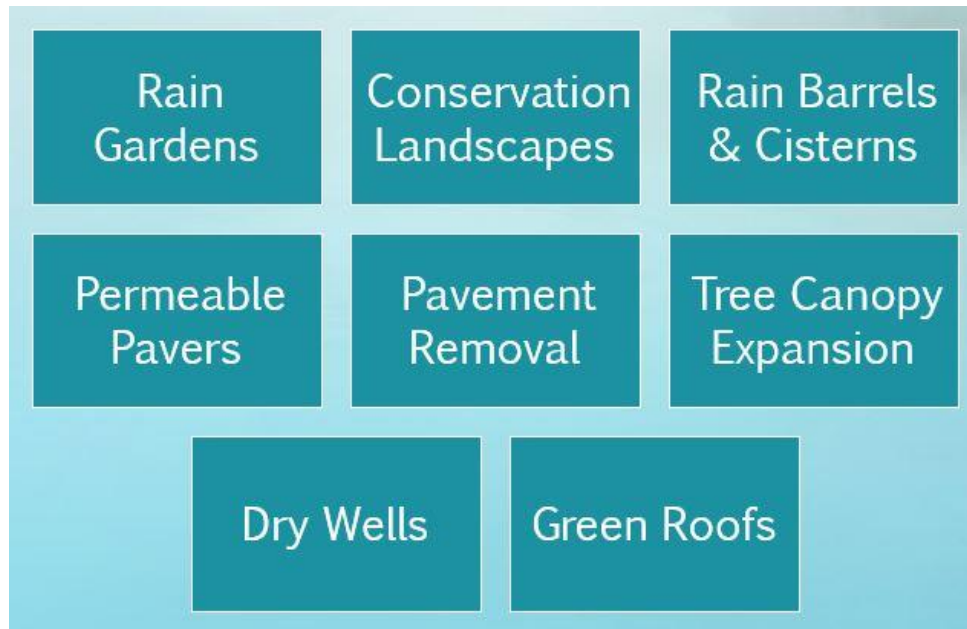 Rain
Gardens
Conservation
Landscapes
Rain Barrels
& Cisterns
Permeable
Pavers
Pavement
Removal
Tree Canopy
Expansion
Dry Wells
Green Roofs